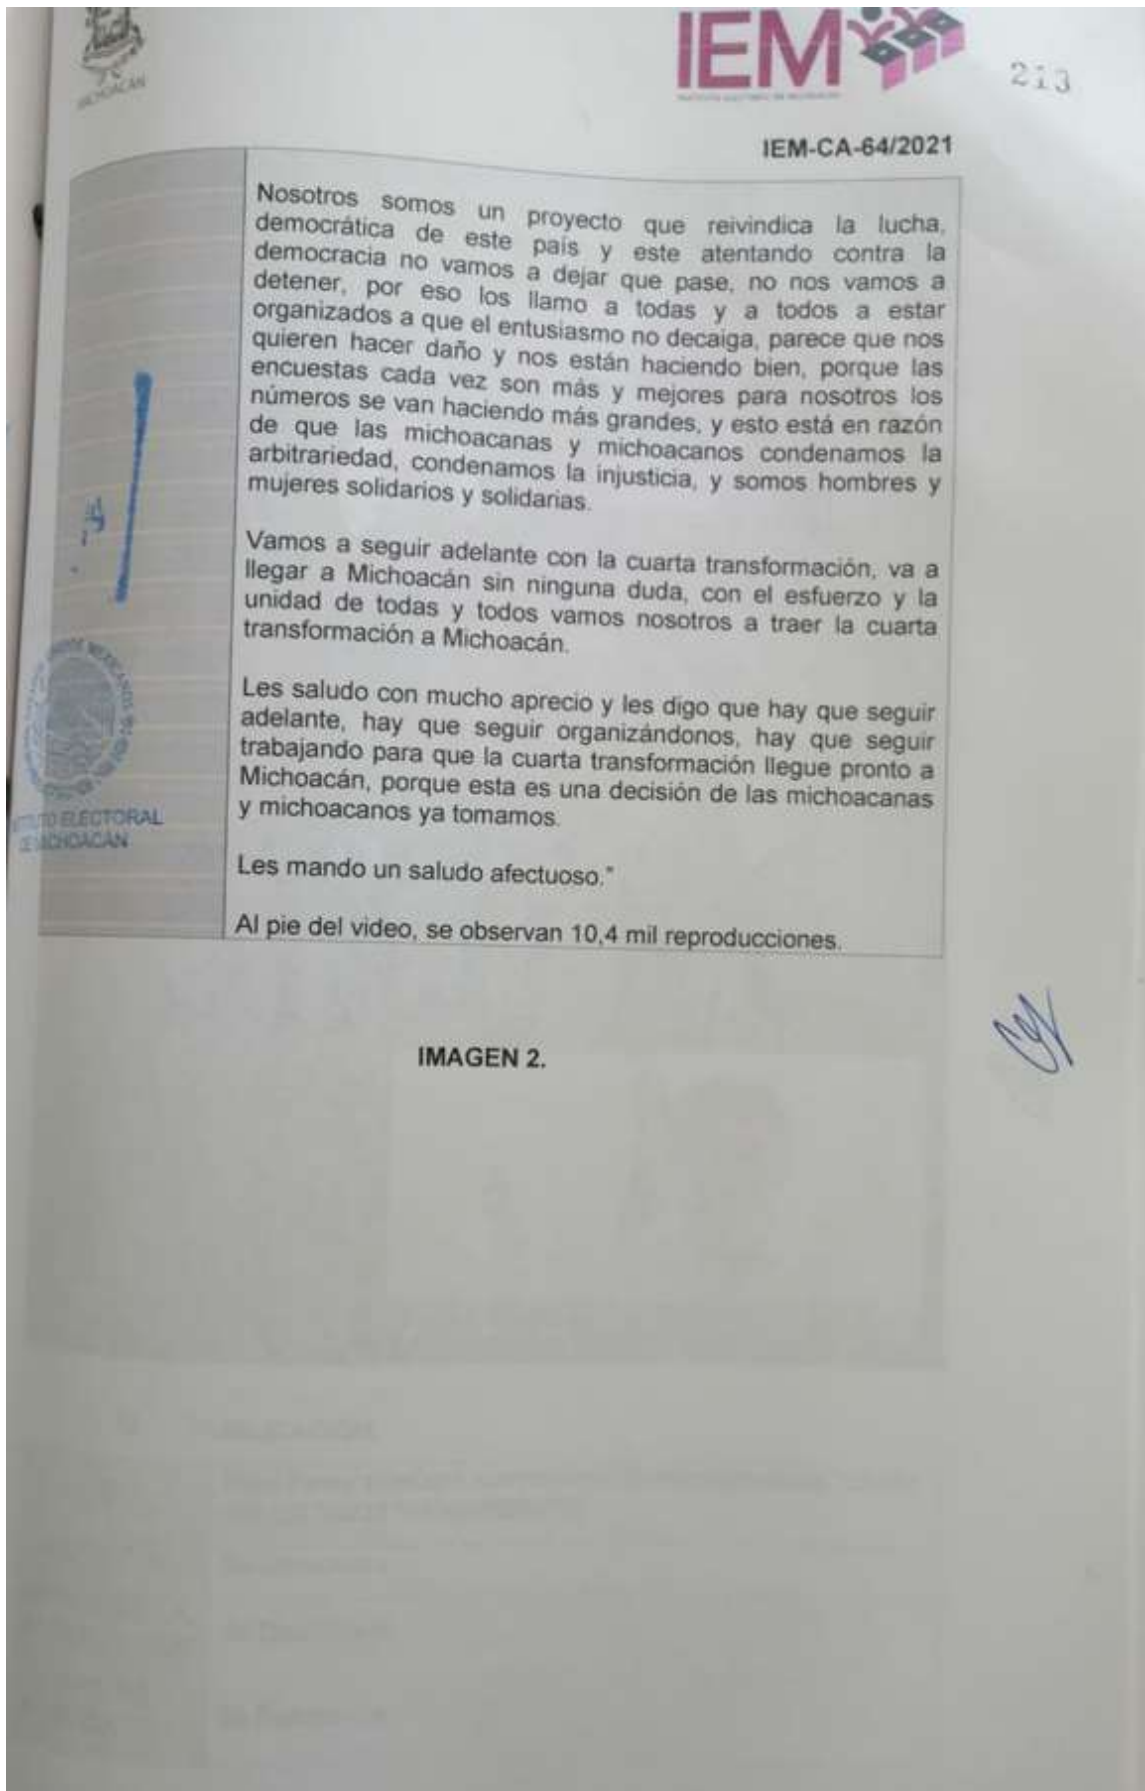 MICHOACÁN
IEM
213
IEM-CA-64/2021
Nosotros somos un proyecto que reivindica la lucha,
democrática de este país y este atentando contra la
democracia no vamos a dejar que pase, no nos vamos a
detener, por eso los llamo a todas y a todos a estar
organizados a que el entusiasmo no decaiga, parece que nos
quieren hacer daño y nos están haciendo bien, porque las
encuestas cada vez son más y mejores para nosotros los
números se van haciendo más grandes, y esto está en razón
de que las michoacanas y michoacanos condenamos la
arbitrariedad, condenamos la injusticia, y somos hombres y
mujeres solidarios y solidarias.
Vamos a seguir adelante con la cuarta transformación, va a
llegar a Michoacán sin ninguna duda, con el esfuerzo y la
unidad de todas y todos vamos nosotros a traer la cuarta
transformación a Michoacán.
Les saludo con mucho aprecio y les digo que hay que seguir
adelante, hay que seguir organizándonos, hay que seguir
trabajando para que la cuarta transformación llegue pronto a
Michoacán, porque esta es una decisión de las michoacanas
y michoacanos ya tomamos.
Les mando un saludo afectuoso."
Al pie del video, se observan 10,4 mil reproducciones.
ELECTORAL
DE MICHOACÁN
IMAGEN 2.